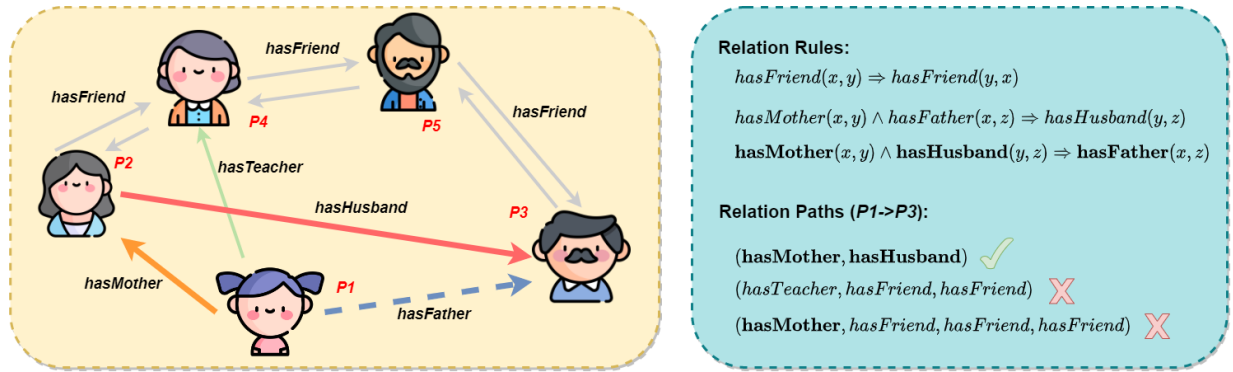 hasFriend
hasFriend
P4
P5
hasFriend
P2
hasTeacher
hasHusband
P3
hasMother
P1
hasFather
Relation Rules:
hasFriend(x, y) ⇒ hasFriend(y, x)
hasMother(x, y) ∧ hasFather(x, z) ⇒ hasHusband(y, z)
hasMother(x, y) ∧ hasHusband(y, z) ⇒ hasFather(x, z)
Relation Paths (P1->P3):
(hasMother, hasHusband)
(hasTeacher, hasFriend, hasFriend)
(hasMother, hasFriend, hasFriend, hasFriend)